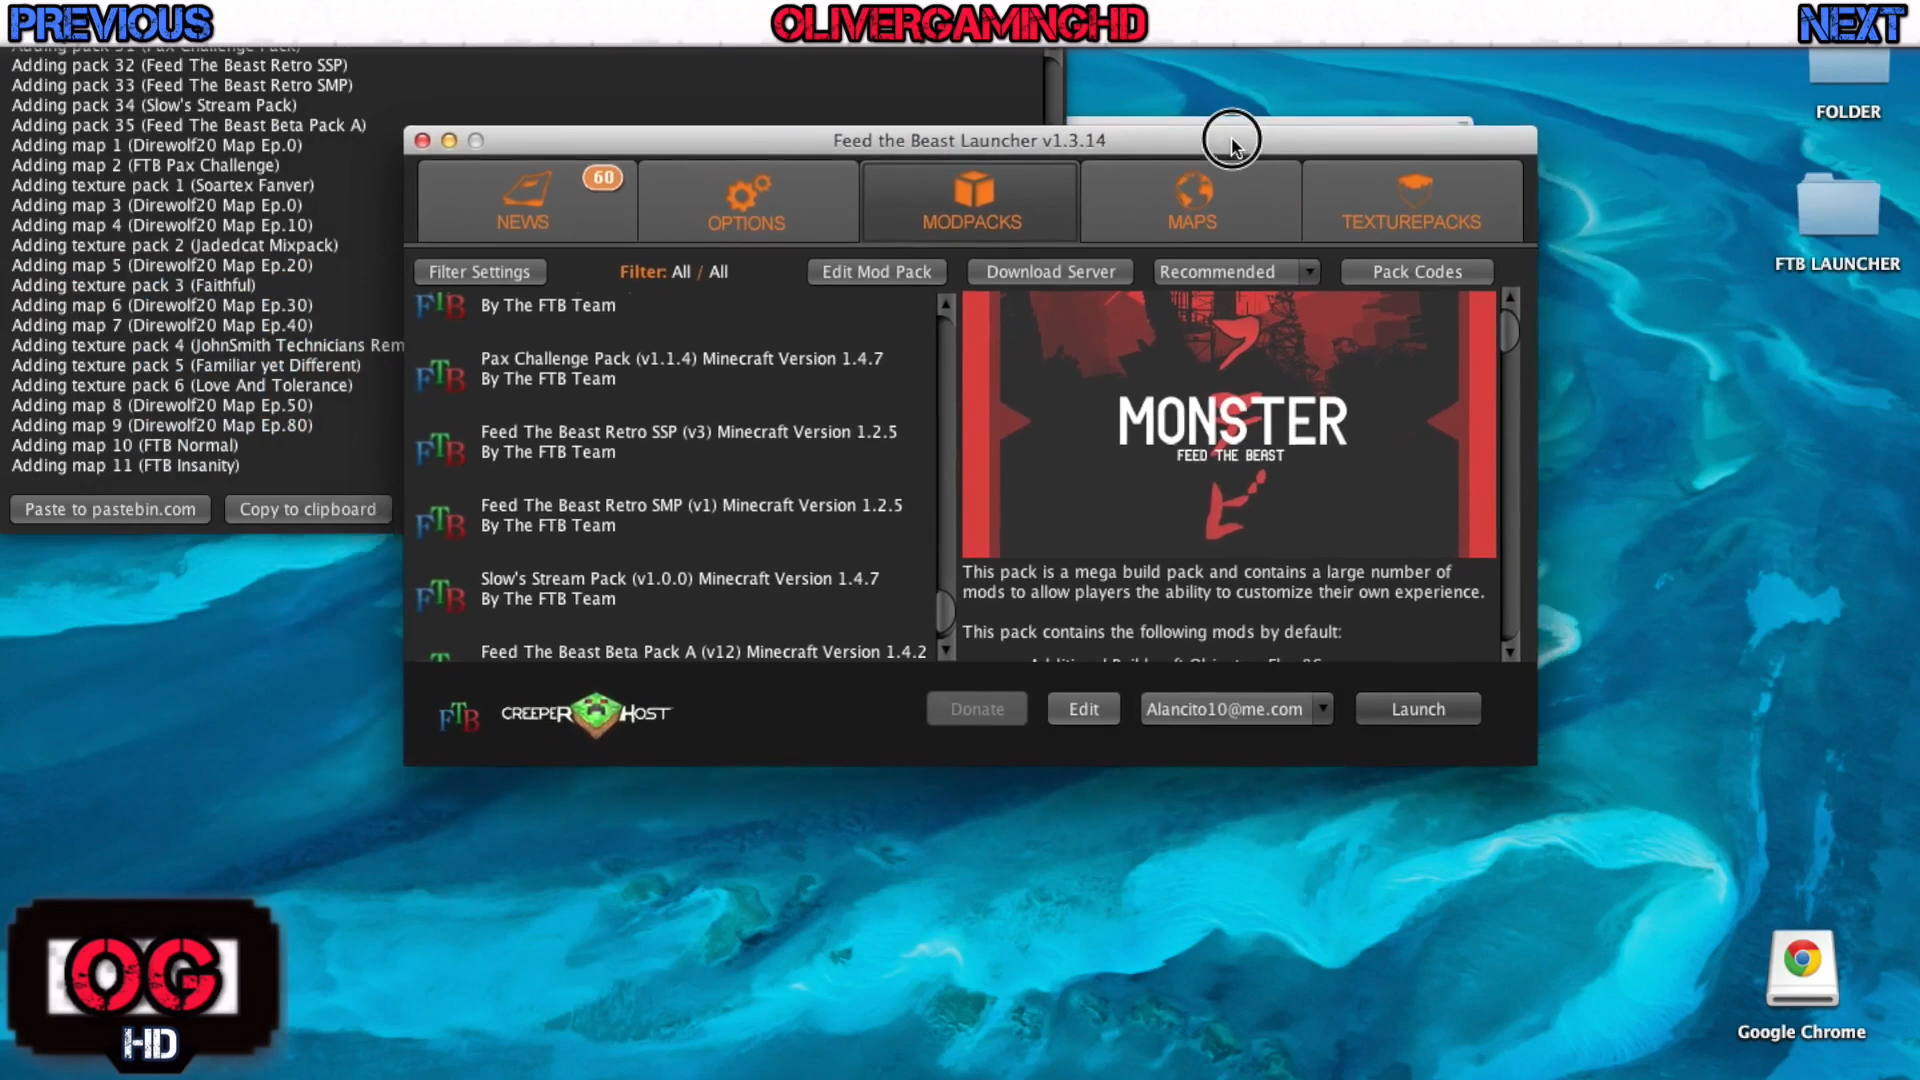 PREVIOUS
OLIVERGAMINGHD
NEXT
Adding pack 31 (Pax Challenge Pack)
Adding pack 32 (Feed The Beast Retro SSP)
Adding pack 33 (Feed The Beast Retro SMP)
Adding pack 34 (Slow's Stream Pack)
Adding pack 35 (Feed The Beast Beta Pack A)
Adding map 1 (Direwolf20 Map Ep.0)
Adding map 2 (FTB Pax Challenge)
Adding texture pack 1 (Soartex Fanver)
Adding map 3 (Direwolf20 Map Ep.0)
Adding map 4 (Direwolf20 Map Ep.10)
Adding texture pack 2 (Jadedcat Mixpack)
Adding map 5 (Direwolf20 Map Ep.20)
Adding texture pack 3 (Faithful)
Adding map 6 (Direwolf20 Map Ep.30)
Adding map 7 (Direwolf20 Map Ep.40)
Adding texture pack 4 (JohnSmith Technicians Rem
Adding texture pack 5 (Familiar yet Different)
Adding texture pack 6 (Love And Tolerance)
Adding map 8 (Direwolf20 Map Ep.50)
Adding map 9 (Direwolf20 Map Ep.80)
Adding map 10 (FTB Normal)
Adding map 11 (FTB Insanity)
Paste to pastebin.com
Copy to clipboard
Feed the Beast Launcher v1.3.14
60
NEWS
OPTIONS
MODPACKS
MAPS
TEXTUREPACKS
Filter Settings
Filter: All / All
Edit Mod Pack
Download Server
Recommended
Pack Codes
FTB
By The FTB Team
FTB
Pax Challenge Pack (v1.1.4) Minecraft Version 1.4.7
By The FTB Team
FTB
Feed The Beast Retro SSP (v3) Minecraft Version 1.2.5
By The FTB Team
FTB
Feed The Beast Retro SMP (v1) Minecraft Version 1.2.5
By The FTB Team
FTB
Slow's Stream Pack (v1.0.0) Minecraft Version 1.4.7
By The FTB Team
Feed The Beast Beta Pack A (v12) Minecraft Version 1.4.2
MONSTER
FEED THE BEAST
This pack is a mega build pack and contains a large number of
mods to allow players the ability to customize their own experience.
This pack contains the following mods by default:
FTB
CREEPER HOST
Donate
Edit
Alancito10@me.com
Launch
FOLDER
FTB LAUNCHER
Google Chrome
OG
HD